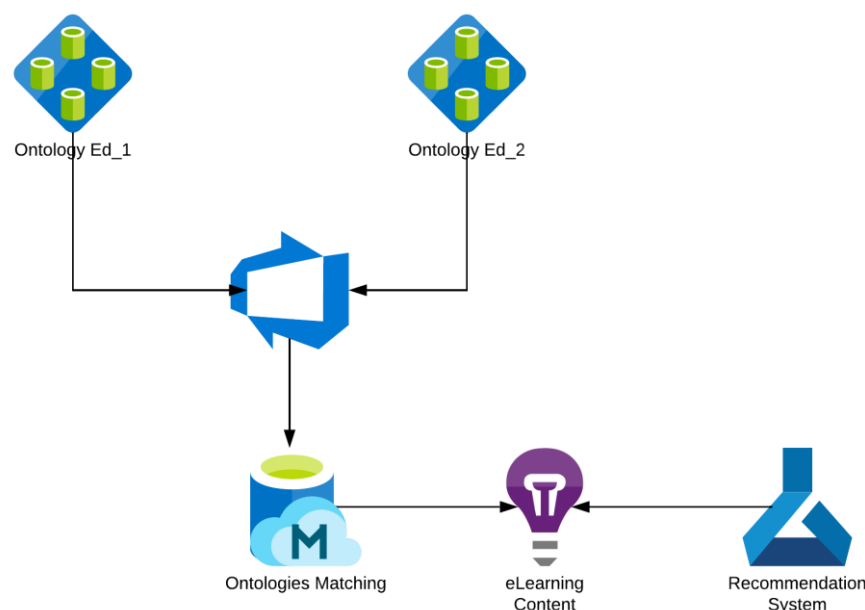 Ontology Ed_1
Ontology Ed_2
M
Ontologies Matching
eLearning
Content
Recommendation
System